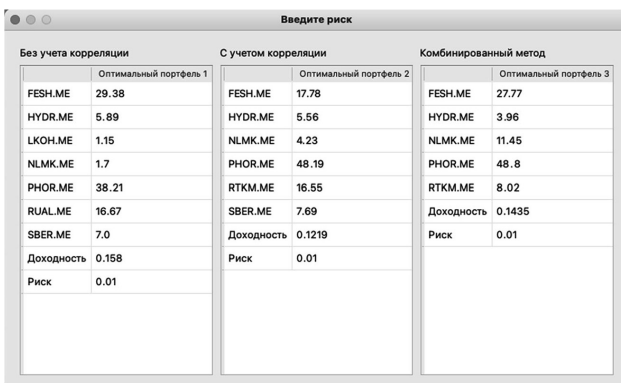 Введите риск
Без учета корреляции
Оптимальный портфель 1
FESH.ME 29.38
HYDR.ME 5.89
LKOH.ME 1.15
NLMK.ME 1.7
PHOR.ME 38.21
RUAL.ME 16.67
SBER.ME 7.0
Доходность 0.158
Риск 0.01
С учетом корреляции
Оптимальный портфель 2
FESH.ME 17.78
HYDR.ME 5.56
NLMK.ME 4.23
PHOR.ME 48.19
RTKM.ME 16.55
SBER.ME 7.69
Доходность 0.1219
Риск 0.01
Комбинированный метод
Оптимальный портфель 3
FESH.ME 27.77
HYDR.ME 3.96
NLMK.ME 11.45
PHOR.ME 48.8
RTKM.ME 8.02
Доходность 0.1435
Риск 0.01